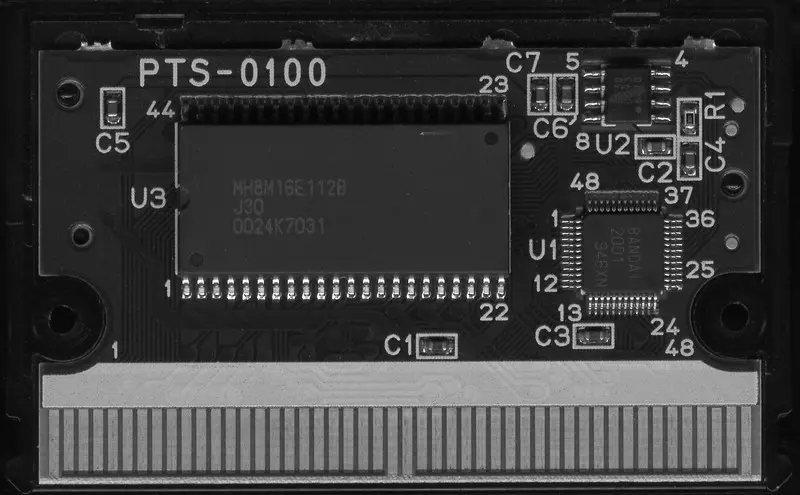 PTS-0100
C7
5
4
44
23
C5
C6
8
U2
R1
C2
C4
U3
MH8M16E112B
J30
0024K7031
48
37
1
36
U1
BANDAI
2001
12
25
1
22
13
24
C1
C3
1
48